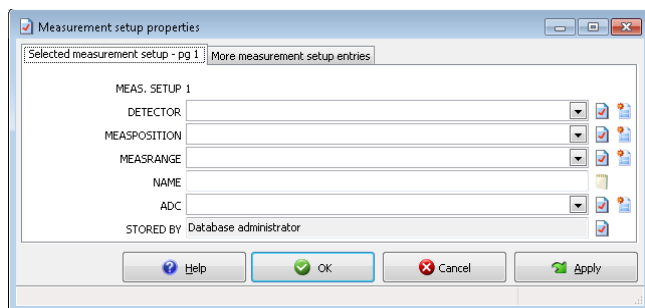 Measurement setup properties
Selected measurement setup - pg 1 More measurement setup entries
MEAS. SETUP 1
DETECTOR
MEASPOSITION
MEASRANGE
NAME
ADC
STORED BY Database administrator
Help OK Cancel Apply